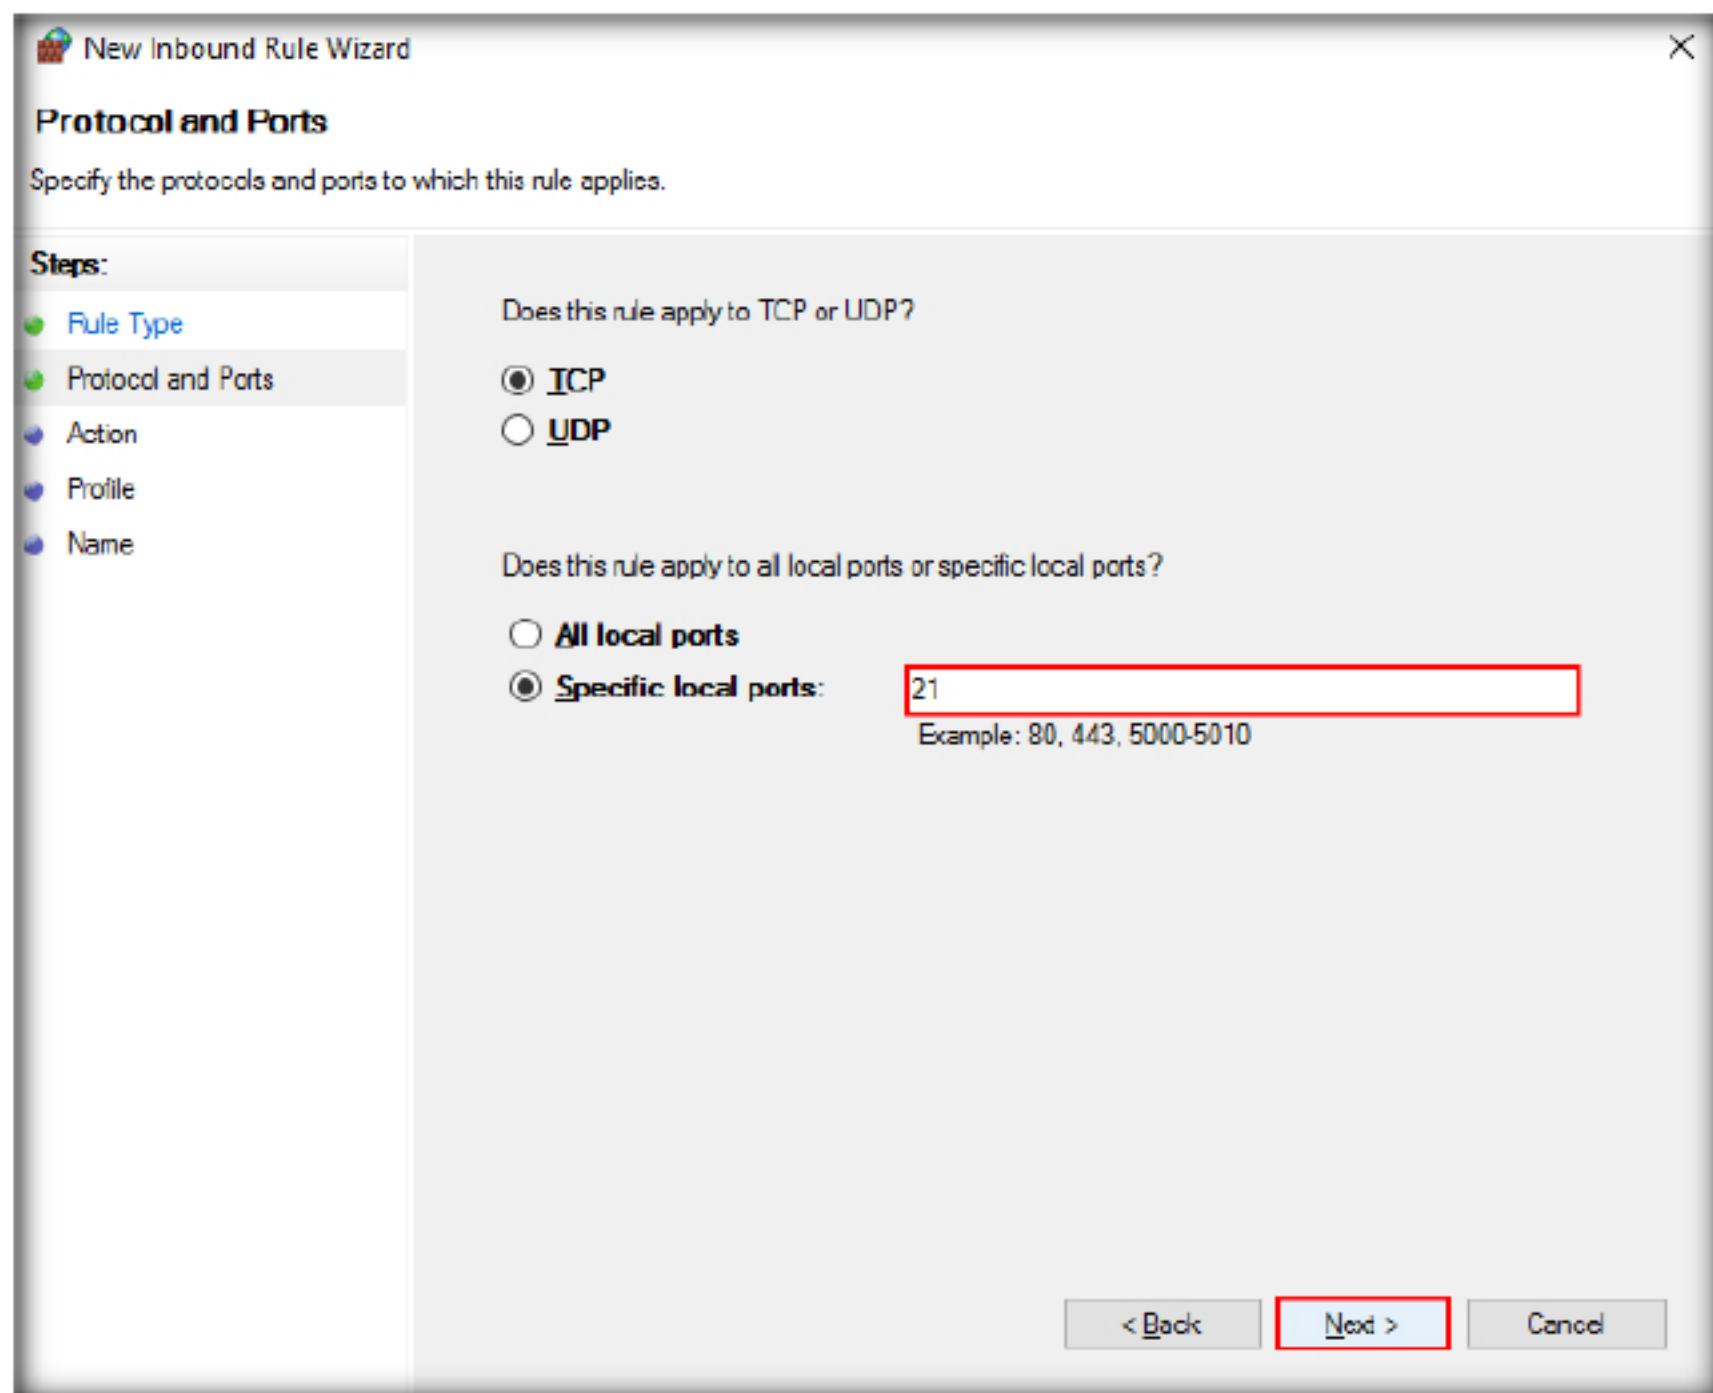 New Inbound Rule Wizard
Protocol and Ports
Specify the protocols and ports to which this rule applies.
Steps:
Rule Type
Protocol and Ports
Action
Profile
Name
Does this rule apply to TCP or UDP?
TCP
UDP
Does this rule apply to all local ports or specific local ports?
All local ports
Specific local ports: 21
Example: 80, 443, 5000-5010
< Back Next > Cancel